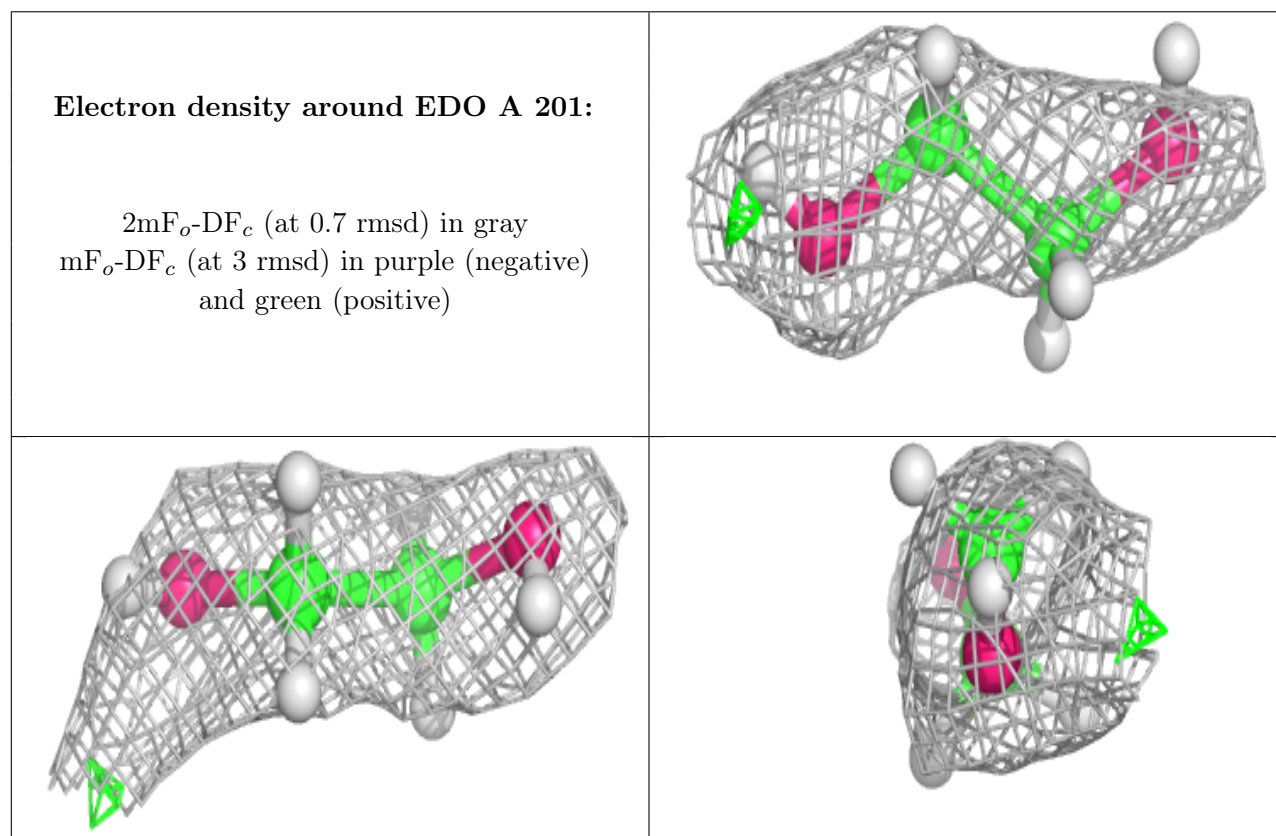 Electron density around EDO A 201:
2mFₒ-DF𝒸 (at 0.7 rmsd) in gray
mFₒ-DF𝒸 (at 3 rmsd) in purple (negative)
and green (positive)